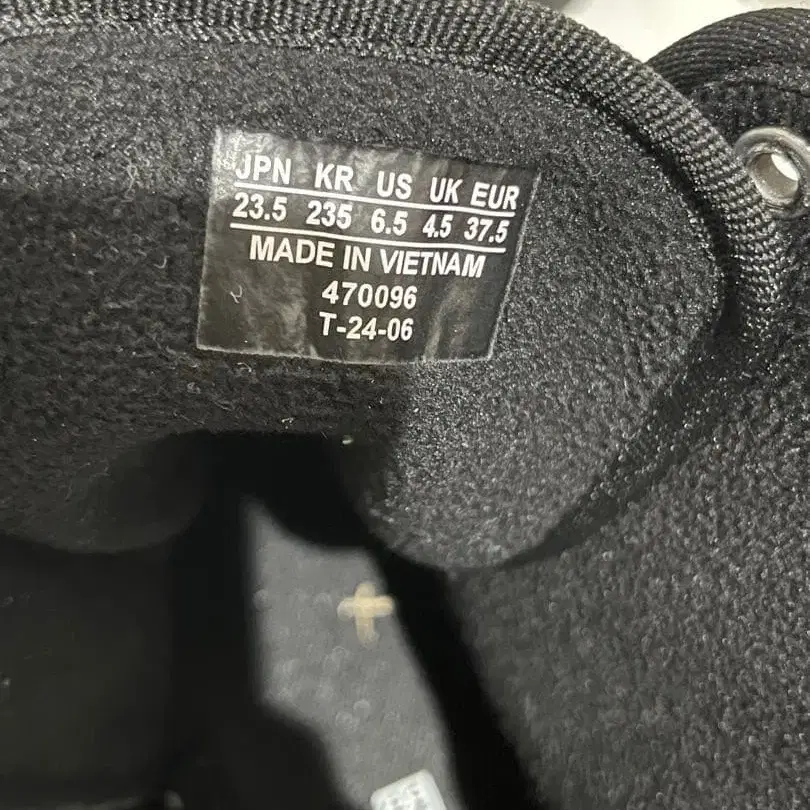 JPN KR US UK EUR
23.5 235 6.5 4.5 37.5
MADE IN VIETNAM
470096
T-24-06